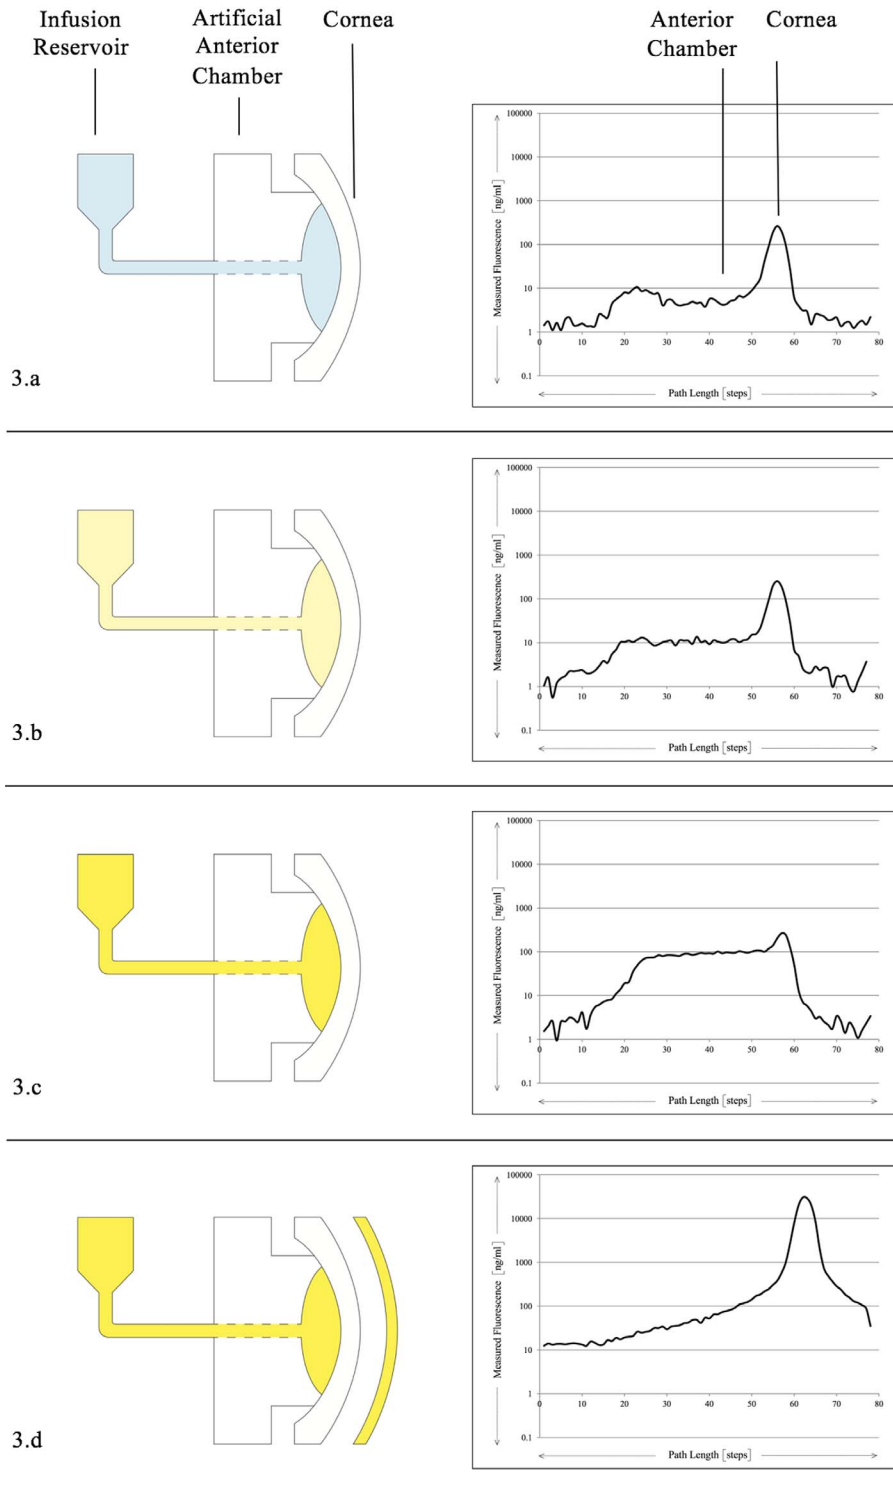 Infusion
Reservoir
Artificial
Anterior
Chamber
Cornea
Anterior
Chamber
Cornea
3.a
Measured Fluorescence [ng/ml]
100000
10000
1000
100
10
1
0.1
0 10 20 30 40 50 60 70 80
Path Length [steps]
3.b
Measured Fluorescence [ng/ml]
100000
10000
1000
100
10
1
0.1
0 10 20 30 40 50 60 70 80
Path Length [steps]
3.c
Measured Fluorescence [ng/ml]
100000
10000
1000
100
10
1
0.1
0 10 20 30 40 50 60 70 80
Path Length [steps]
3.d
Measured Fluorescence [ng/ml]
100000
10000
1000
100
10
1
0.1
0 10 20 30 40 50 60 70 80
Path Length [steps]